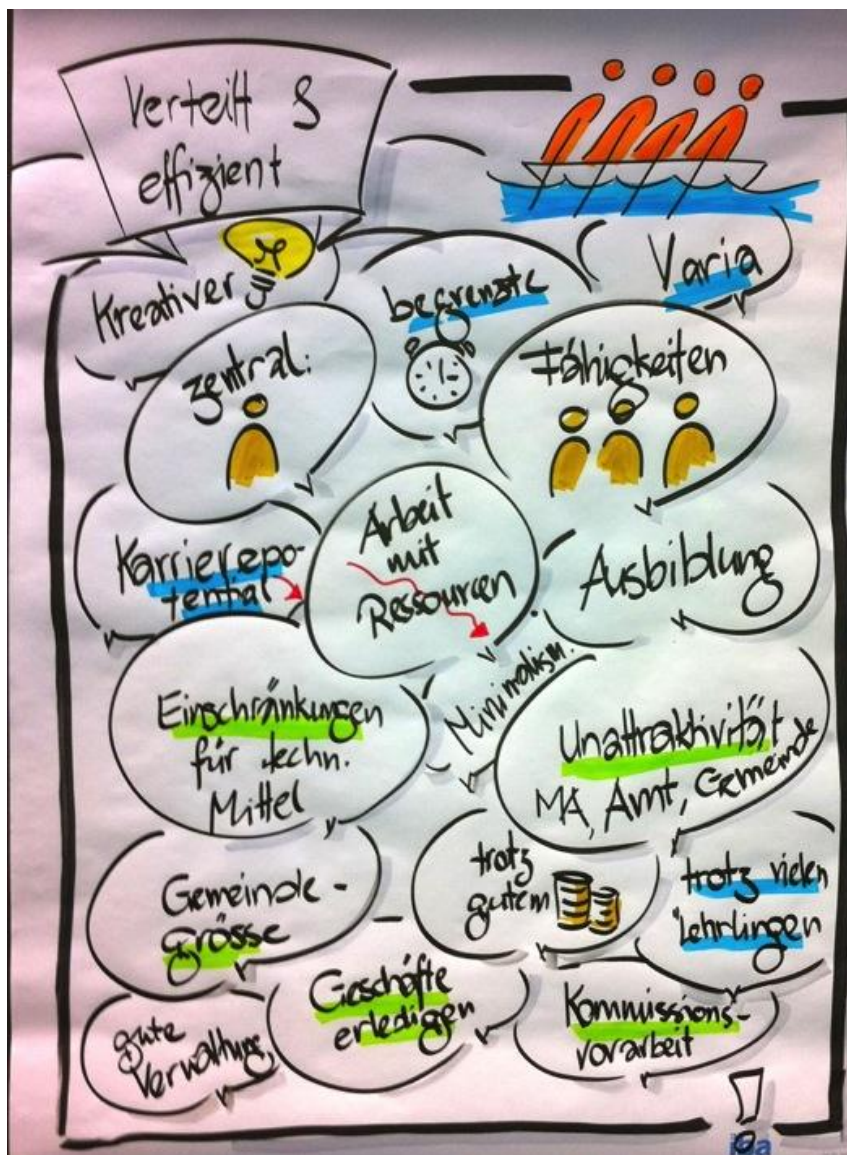 Verteilt &
effizient
Kreativer
begrenzte
Varia
zentral:
Fähigkeiten
Karrierepo-
tential
Arbeit
mit
Ressourcen
Ausbildung
Einschränkungen
für techn.
Mittel
Minimalism.
Unattraktivität
MA, Amt, Gemeinde
Gemeinde-
grösse
trotz
gutem
trotz vielen
Lehrlingen
gute
Verwaltung,
Geschäfte
erledigen
Kommissions-
vorarbeit
!